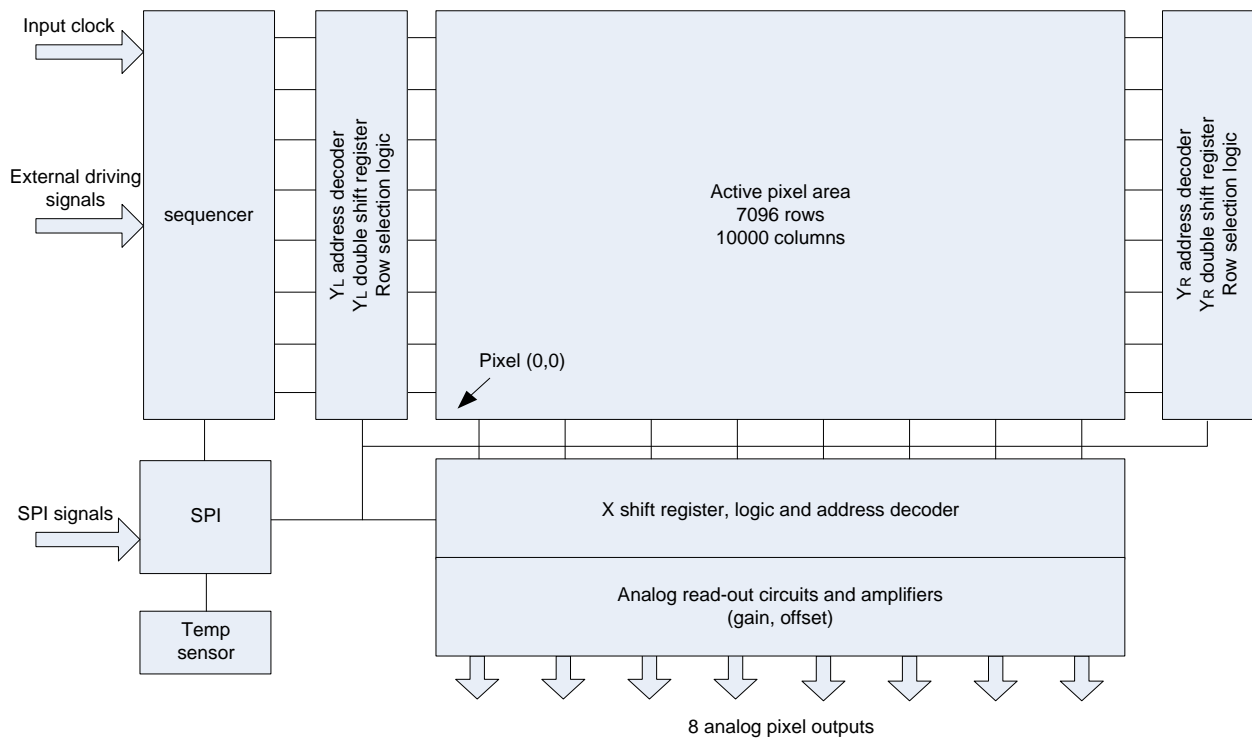 Input clock
External driving
signals
sequencer
YL address decoder
YL double shift register
Row selection logic
Active pixel area
7096 rows
10000 columns
Pixel (0,0)
YR address decoder
YR double shift register
Row selection logic
SPI signals
SPI
X shift register, logic and address decoder
Analog read-out circuits and amplifiers
(gain, offset)
Temp
sensor
8 analog pixel outputs